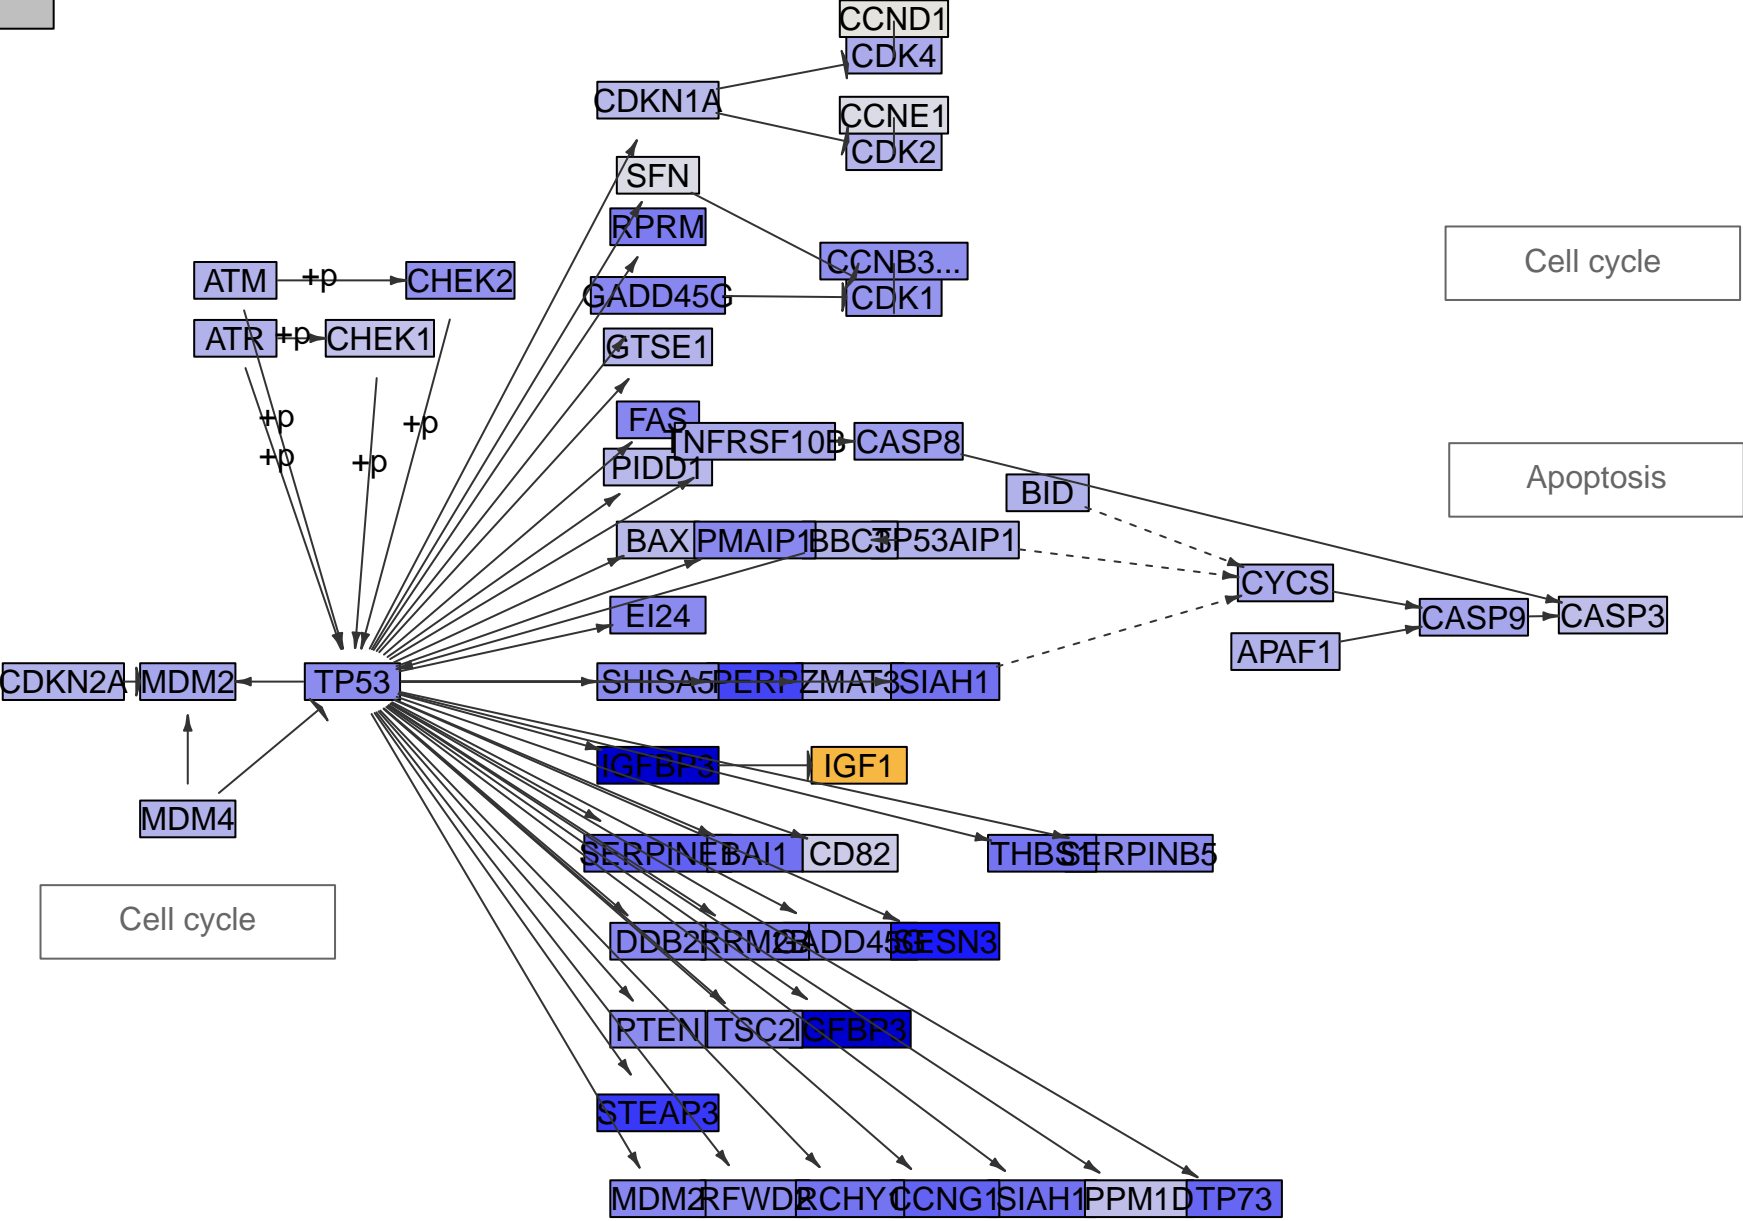 CCND1
CDK4
CDKN1A
CCNE1
CDK2
SFN
RPRM
CCNB3...
Cell cycle
ATM
+p
CHEK2
GADD45G
CDK1
ATR
+p
CHEK1
GTSE1
+p
+p
FAS
TNFRSF10B
CASP8
+p
+p
PIDD1
BID
Apoptosis
BAX
PMAIP1
BBC3
TP53AIP1
CYCS
EI24
CASP9
CASP3
APAF1
CDKN2A
MDM2
TP53
SHISA5
PERP
ZMAT3
SIAH1
IGFBP3
IGF1
MDM4
SERPINE1
BAI1
CD82
THBS1
SERPINB5
Cell cycle
DDB2
RRM2B
GADD45G
SESN3
PTEN
TSC2
IGFBP3
STEAP3
MDM2
RFWD2
RCHY1
CCNG1
SIAH1
PPM1D
TP73